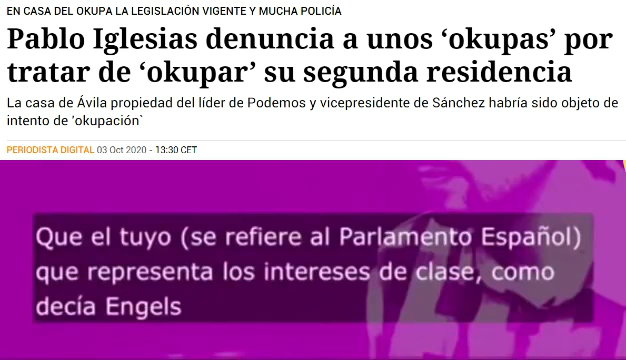 EN CASA DEL OKUPA LA LEGISLACIÓN VIGENTE Y MUCHA POLICÍA
Pablo Iglesias denuncia a unos ‘okupas’ por
tratar de ‘okupar’ su segunda residencia
La casa de Ávila propiedad del líder de Podemos y vicepresidente de Sánchez habría sido objeto de
intento de 'okupación`
PERIODISTA DIGITAL 03 Oct 2020 - 13:30 CET
Que el tuyo (se refiere al Parlamento Español)
que representa los intereses de clase, como
decía Engels